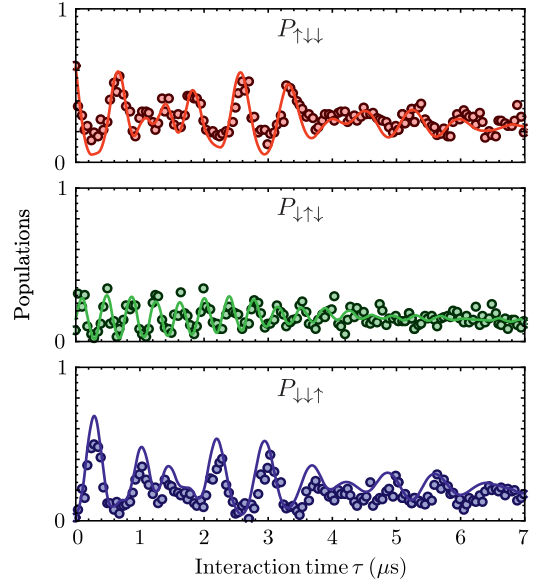 1
P↑↓↓
0
1
P↓↑↓
Populations
0
1
P↓↓↑
0
0 1 2 3 4 5 6 7
Interaction time τ (μs)